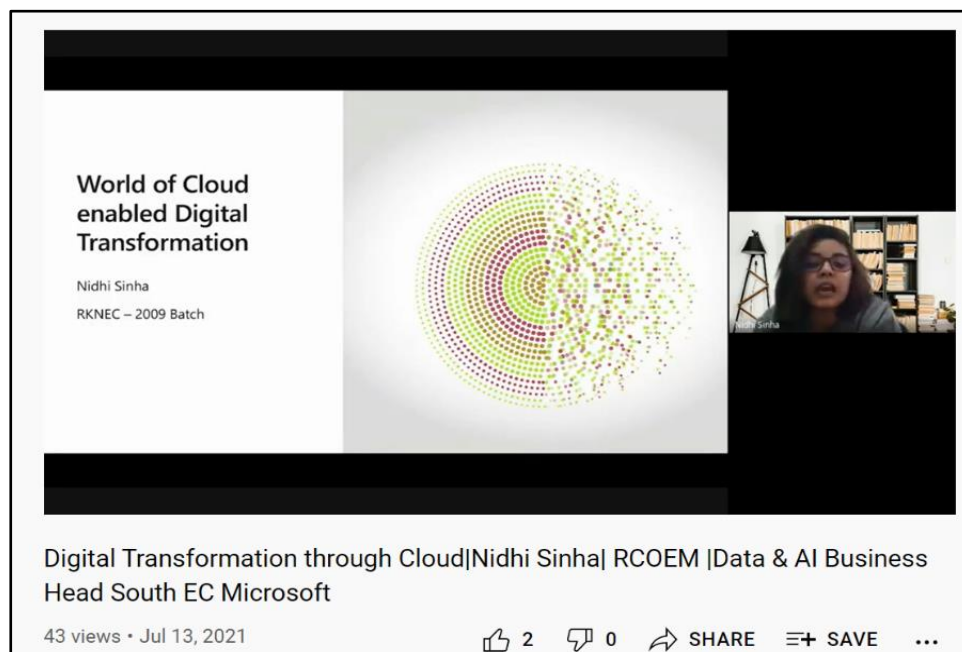 World of Cloud
enabled Digital
Transformation
Nidhi Sinha
RKNEC – 2009 Batch
Nidhi Sinha
Digital Transformation through Cloud|Nidhi Sinha| RCOEM |Data & AI Business
Head South EC Microsoft
43 views • Jul 13, 2021 2 0 SHARE SAVE ...